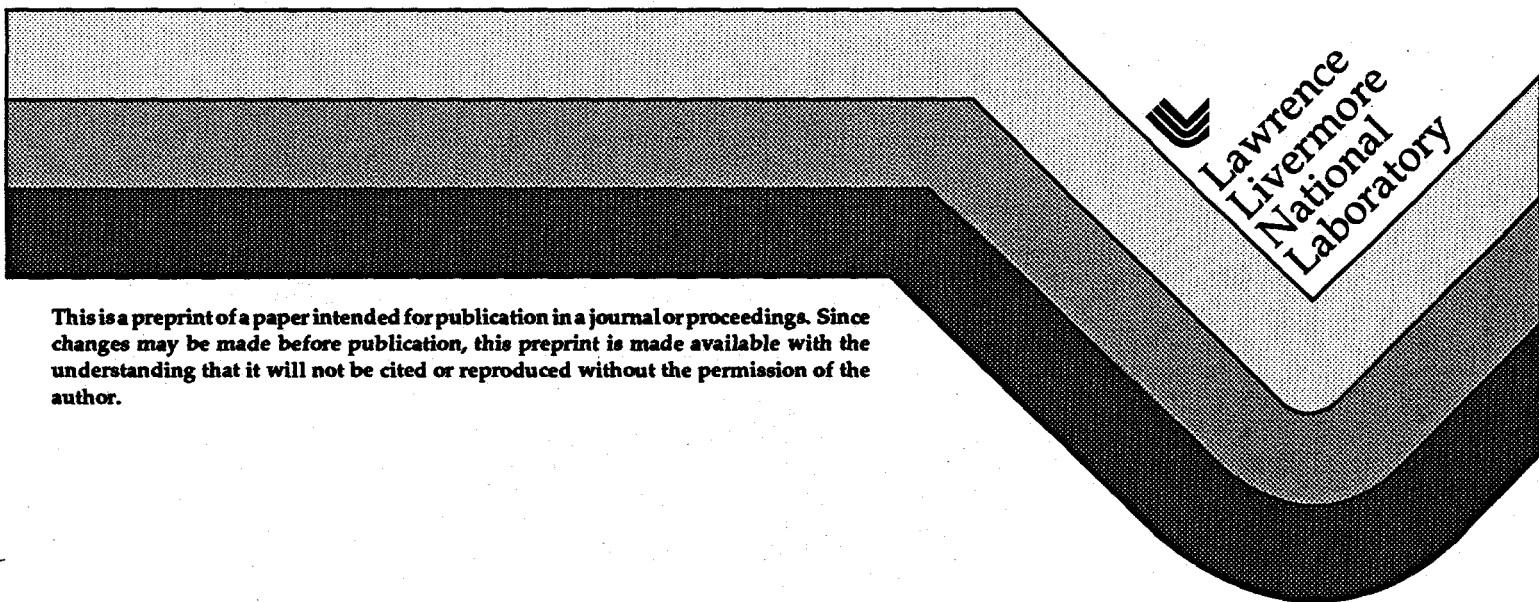 Lawrence
Livermore
National
Laboratory
This is a preprint of a paper intended for publication in a journal or proceedings. Since
changes may be made before publication, this preprint is made available with the
understanding that it will not be cited or reproduced without the permission of the
author.